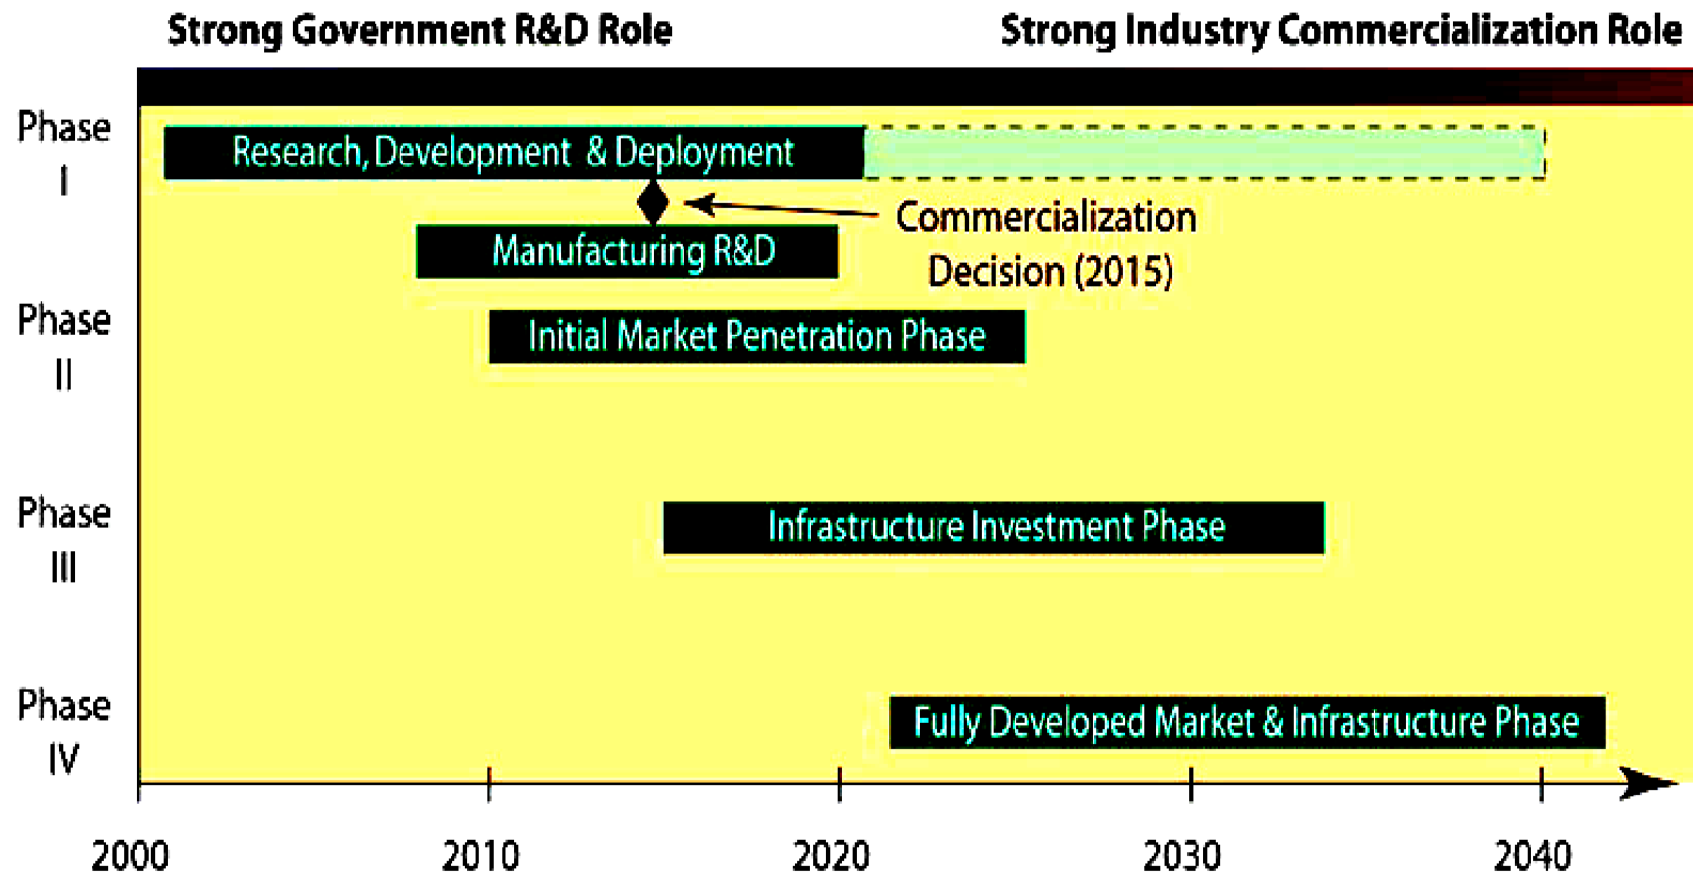 Strong Government R&D Role
Strong Industry Commercialization Role
Phase
I
Research, Development & Deployment
Commercialization
Decision (2015)
Manufacturing R&D
Phase
II
Initial Market Penetration Phase
Phase
III
Infrastructure Investment Phase
Phase
IV
Fully Developed Market & Infrastructure Phase
2000
2010
2020
2030
2040